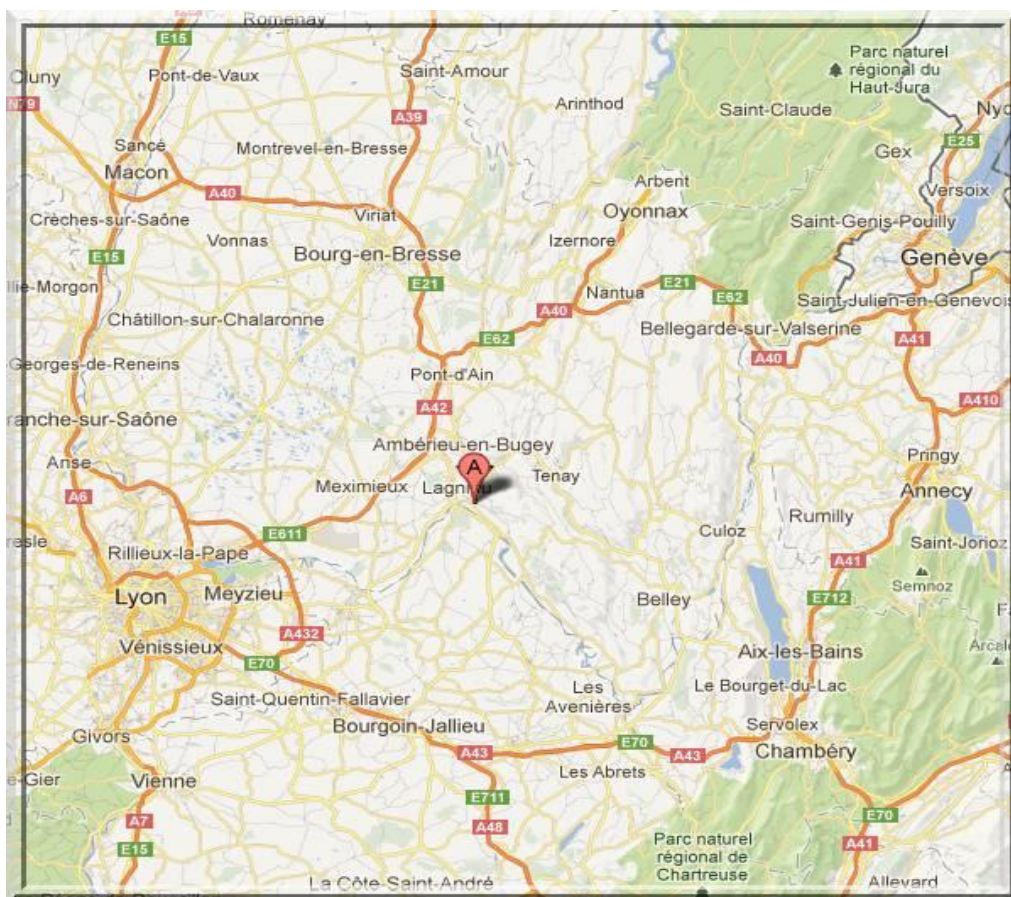 Romenay
E15
Cluny
Pont-de-Vaux
Saint-Amour
Parc naturel
régional du
Haut-Jura
N79
Arinthod
Saint-Claude
A39
E25
Sancé
Montrevel-en-Bresse
Gex
Macon
Arbent
Versoix
A40
Crèches-sur-Saône
Viriat
Oyonnax
Saint-Genis-Pouilly
Vonnas
Izernore
E15
Bourg-en-Bresse
Genève
E21
E21
E62
Nantua
Saint-Julien-en-Genevois
A40
Châtillon-sur-Chalaronne
E62
Bellegarde-sur-Valserine
A41
A40
Georges-de-Reneins
Pont-d'Ain
A42
A410
ranche-sur-Saône
Ambérieu-en-Bugey
Anse
A
Tenay
Pringy
Meximieux
A6
Annecy
Rumilly
E611
Culoz
Saint-Jorioz
Rillieux-la-Pape
A41
Semnoz
Lyon
Meyzieu
Belley
E712
A432
Vénissieux
Aix-les-Bains
E70
Saint-Quentin-Fallavier
Les
Avenières
Le Bourget-du-Lac
Bourgoin-Jallieu
Servolex
Givors
E70
A43
A43
Chambéry
Les Abrets
Vienne
E711
A7
A48
E70
E15
A41
Parc naturel
régional de
Chartreuse
La Côte-Saint-André
Allevard